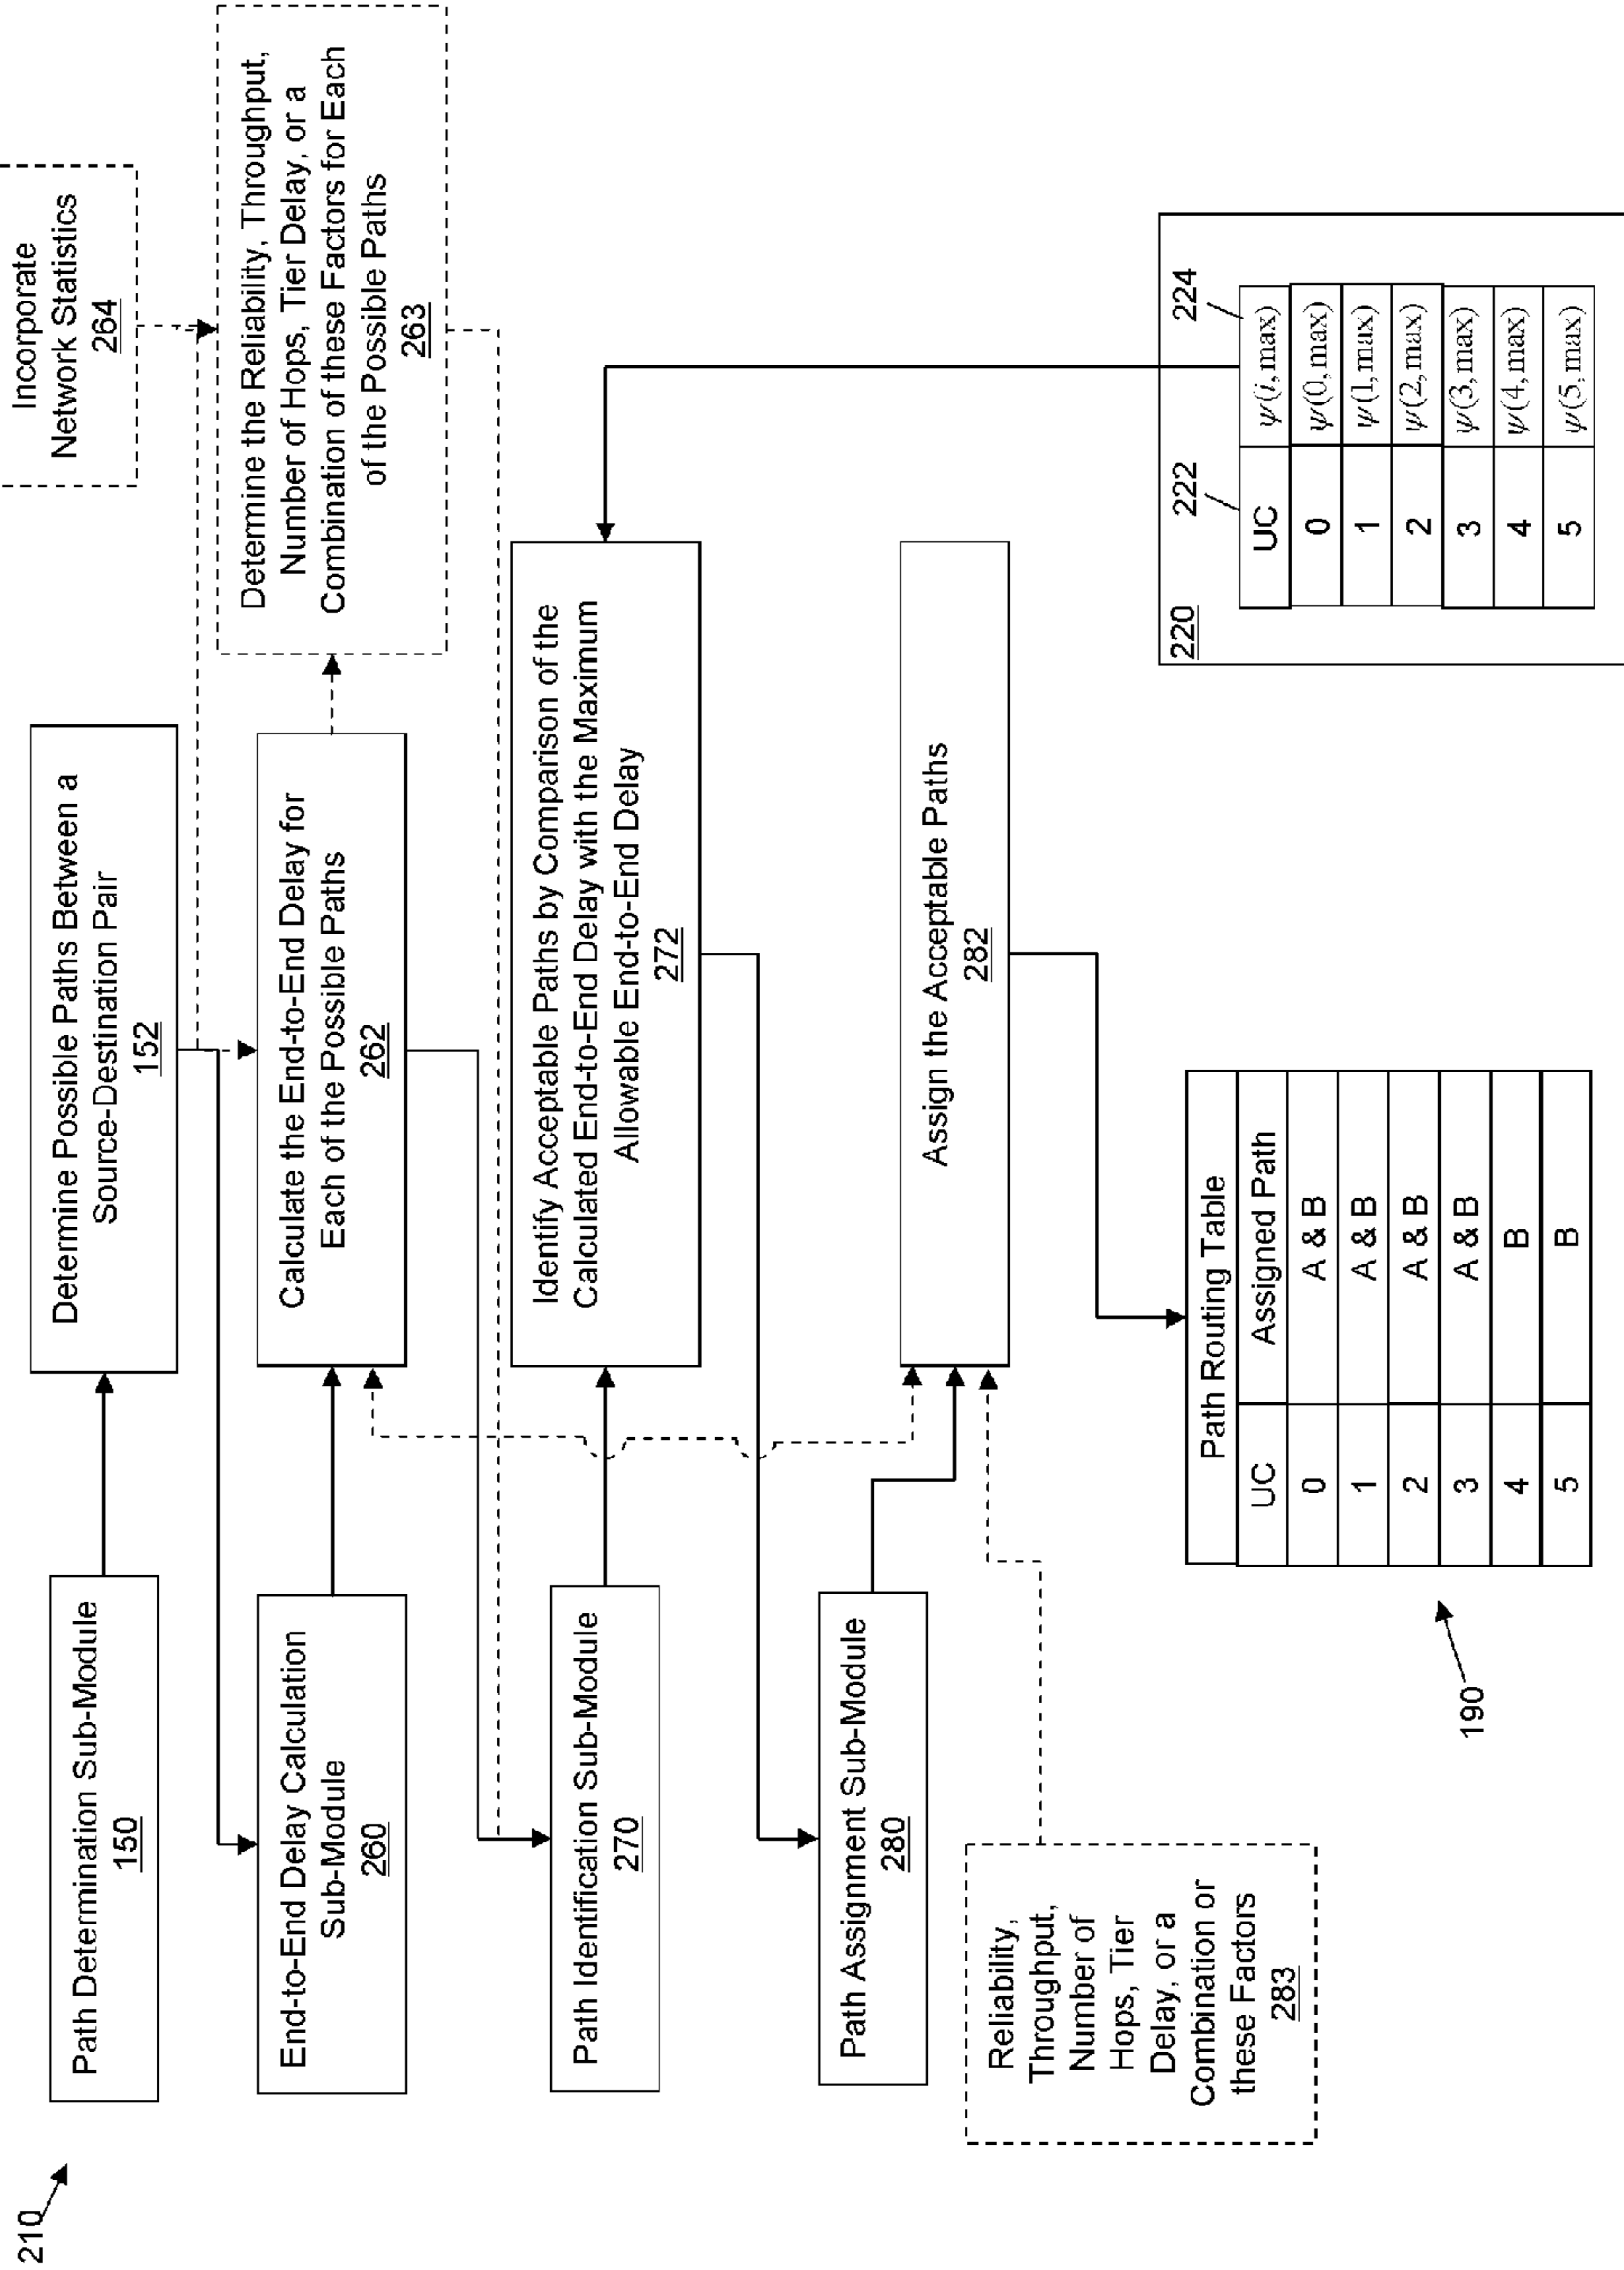 210
Path Determination Sub-Module
150
Determine Possible Paths Between a
Source-Destination Pair
152
Incorporate
Network Statistics
264
End-to-End Delay Calculation
Sub-Module
260
Calculate the End-to-End Delay for
Each of the Possible Paths
262
Determine the Reliability, Throughput,
Number of Hops, Tier Delay, or a
Combination of these Factors for Each
of the Possible Paths
263
Path Identification Sub-Module
270
Identify Acceptable Paths by Comparison of the
Calculated End-to-End Delay with the Maximum
Allowable End-to-End Delay
272
Path Assignment Sub-Module
280
Assign the Acceptable Paths
282
Reliability,
Throughput,
Number of
Hops, Tier
Delay, or a
Combination or
these Factors
283
190
Path Routing Table
UC Assigned Path
0 A & B
1 A & B
2 A & B
3 A & B
4 B
5 B
220
222 224
UC ψ(i,max)
0 ψ(0,max)
1 ψ(1,max)
2 ψ(2,max)
3 ψ(3,max)
4 ψ(4,max)
5 ψ(5,max)